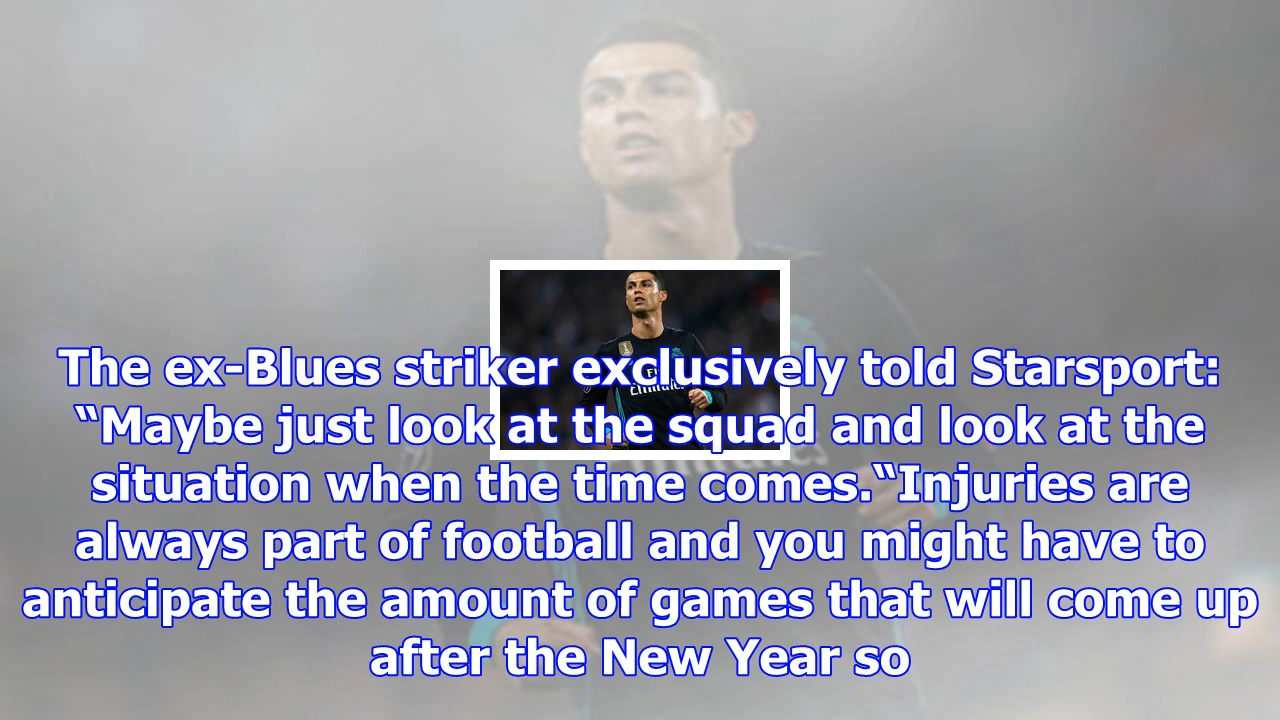 The ex-Blues striker exclusively told Starsport:
“Maybe just look at the squad and look at the
situation when the time comes.“Injuries are
always part of football and you might have to
anticipate the amount of games that will come up
after the New Year so